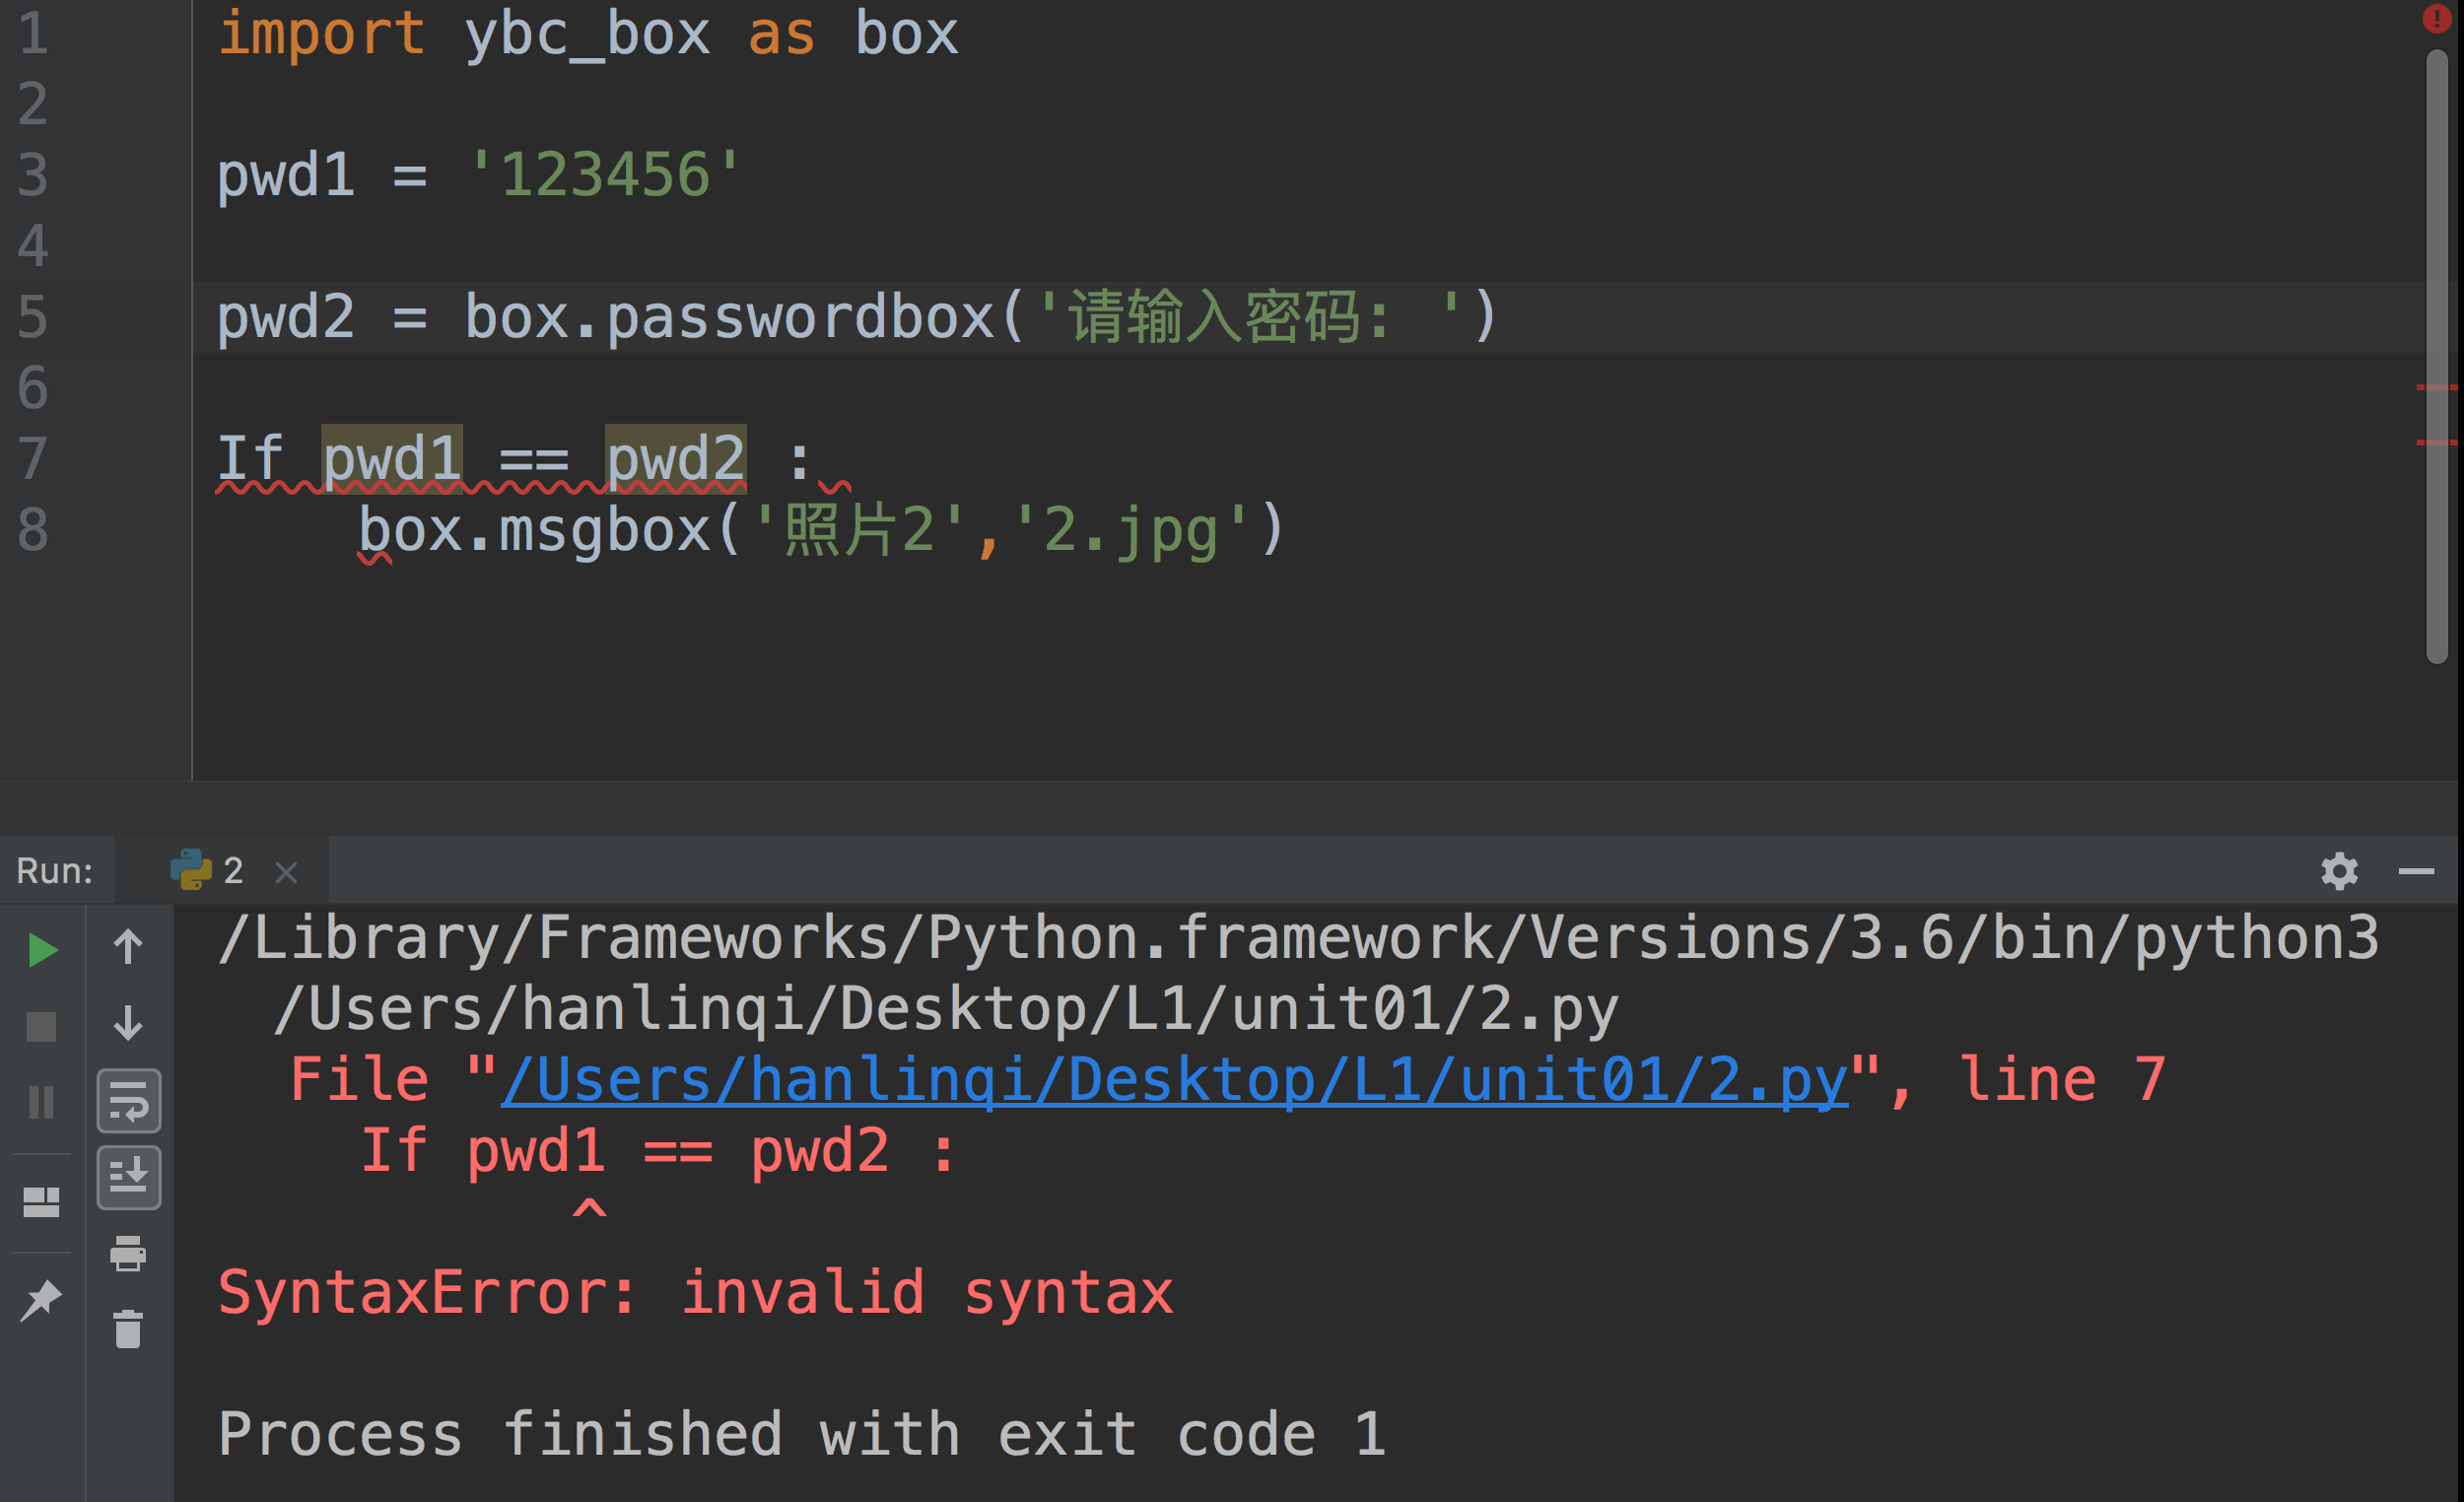 1 import ybc_box as box
2
3 pwd1 = '123456'
4
5 pwd2 = box.passwordbox('请输入密码: ')
6
7 If pwd1 == pwd2 :
8     box.msgbox('照片2','2.jpg')
Run: 2 ×
/Library/Frameworks/Python.framework/Versions/3.6/bin/python3
/Users/hanlinqi/Desktop/L1/unit01/2.py
File "/Users/hanlinqi/Desktop/L1/unit01/2.py", line 7
If pwd1 == pwd2 :
^
SyntaxError: invalid syntax
Process finished with exit code 1